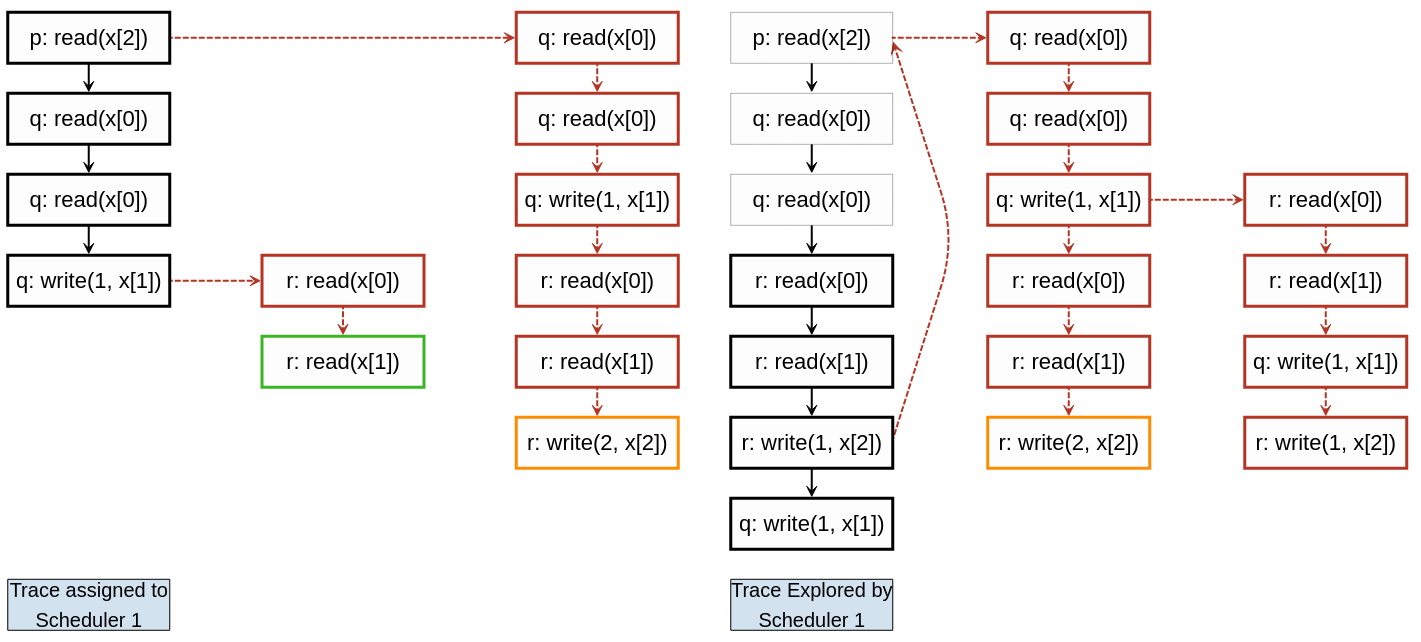 p: read(x[2])
q: read(x[0])
q: read(x[0])
q: write(1, x[1])
r: read(x[0])
r: read(x[1])
q: read(x[0])
q: read(x[0])
q: write(1, x[1])
r: read(x[0])
r: read(x[1])
r: write(2, x[2])
Trace assigned to
Scheduler 1
p: read(x[2])
q: read(x[0])
q: read(x[0])
r: read(x[0])
r: read(x[1])
r: write(1, x[2])
q: write(1, x[1])
q: read(x[0])
q: read(x[0])
q: write(1, x[1])
r: read(x[0])
r: read(x[1])
r: write(2, x[2])
r: read(x[0])
r: read(x[1])
q: write(1, x[1])
r: write(1, x[2])
Trace Explored by
Scheduler 1